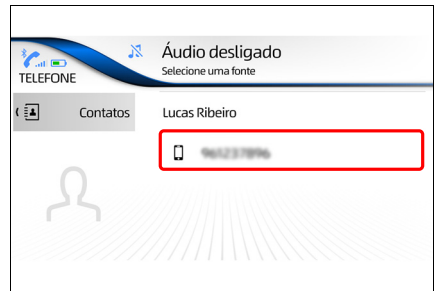 Áudio desligado
Selecione uma fonte
TELEFONE
Contatos
Lucas Ribeiro